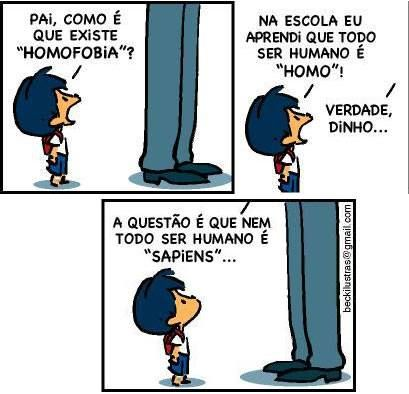 PAi, COMO É
QUE EXiSTE
"HOMOFOBiA"?
NA ESCOLA EU
APRENDi QUE TODO
SER HUMANO É
"HOMO"!
VERDADE,
DiNHO...
A QUESTÃO É QUE NEM
TODO SER HUMANO É
"SAPiENS"...
beckilustras@gmail.com